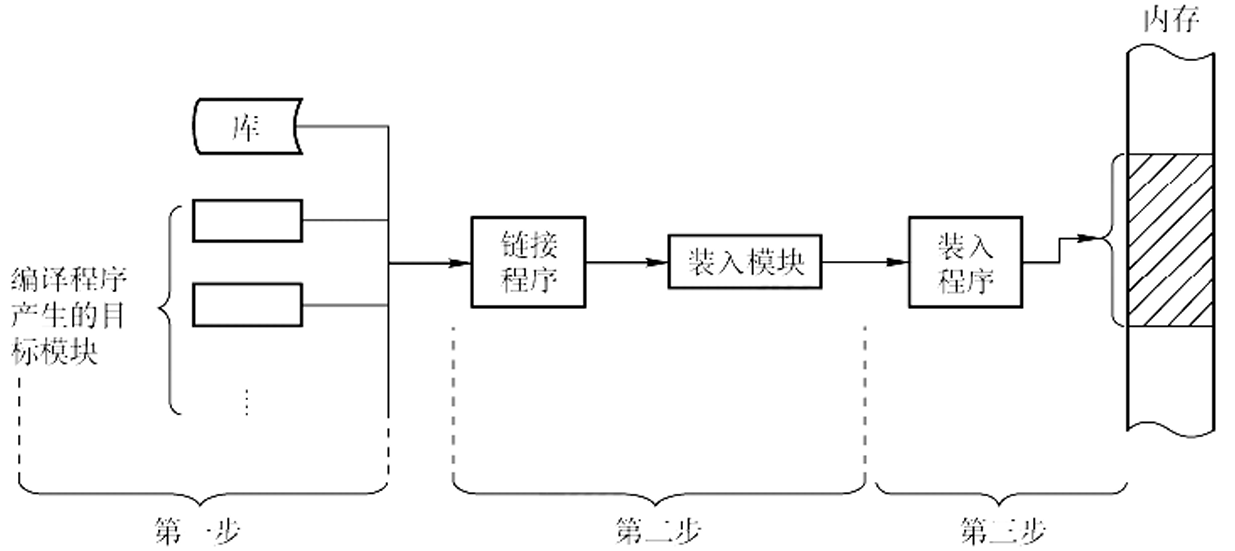 内存
库
编译程序
产生的目
标模块
链接
程序
装入模块
装入
程序
第一步
第二步
第三步